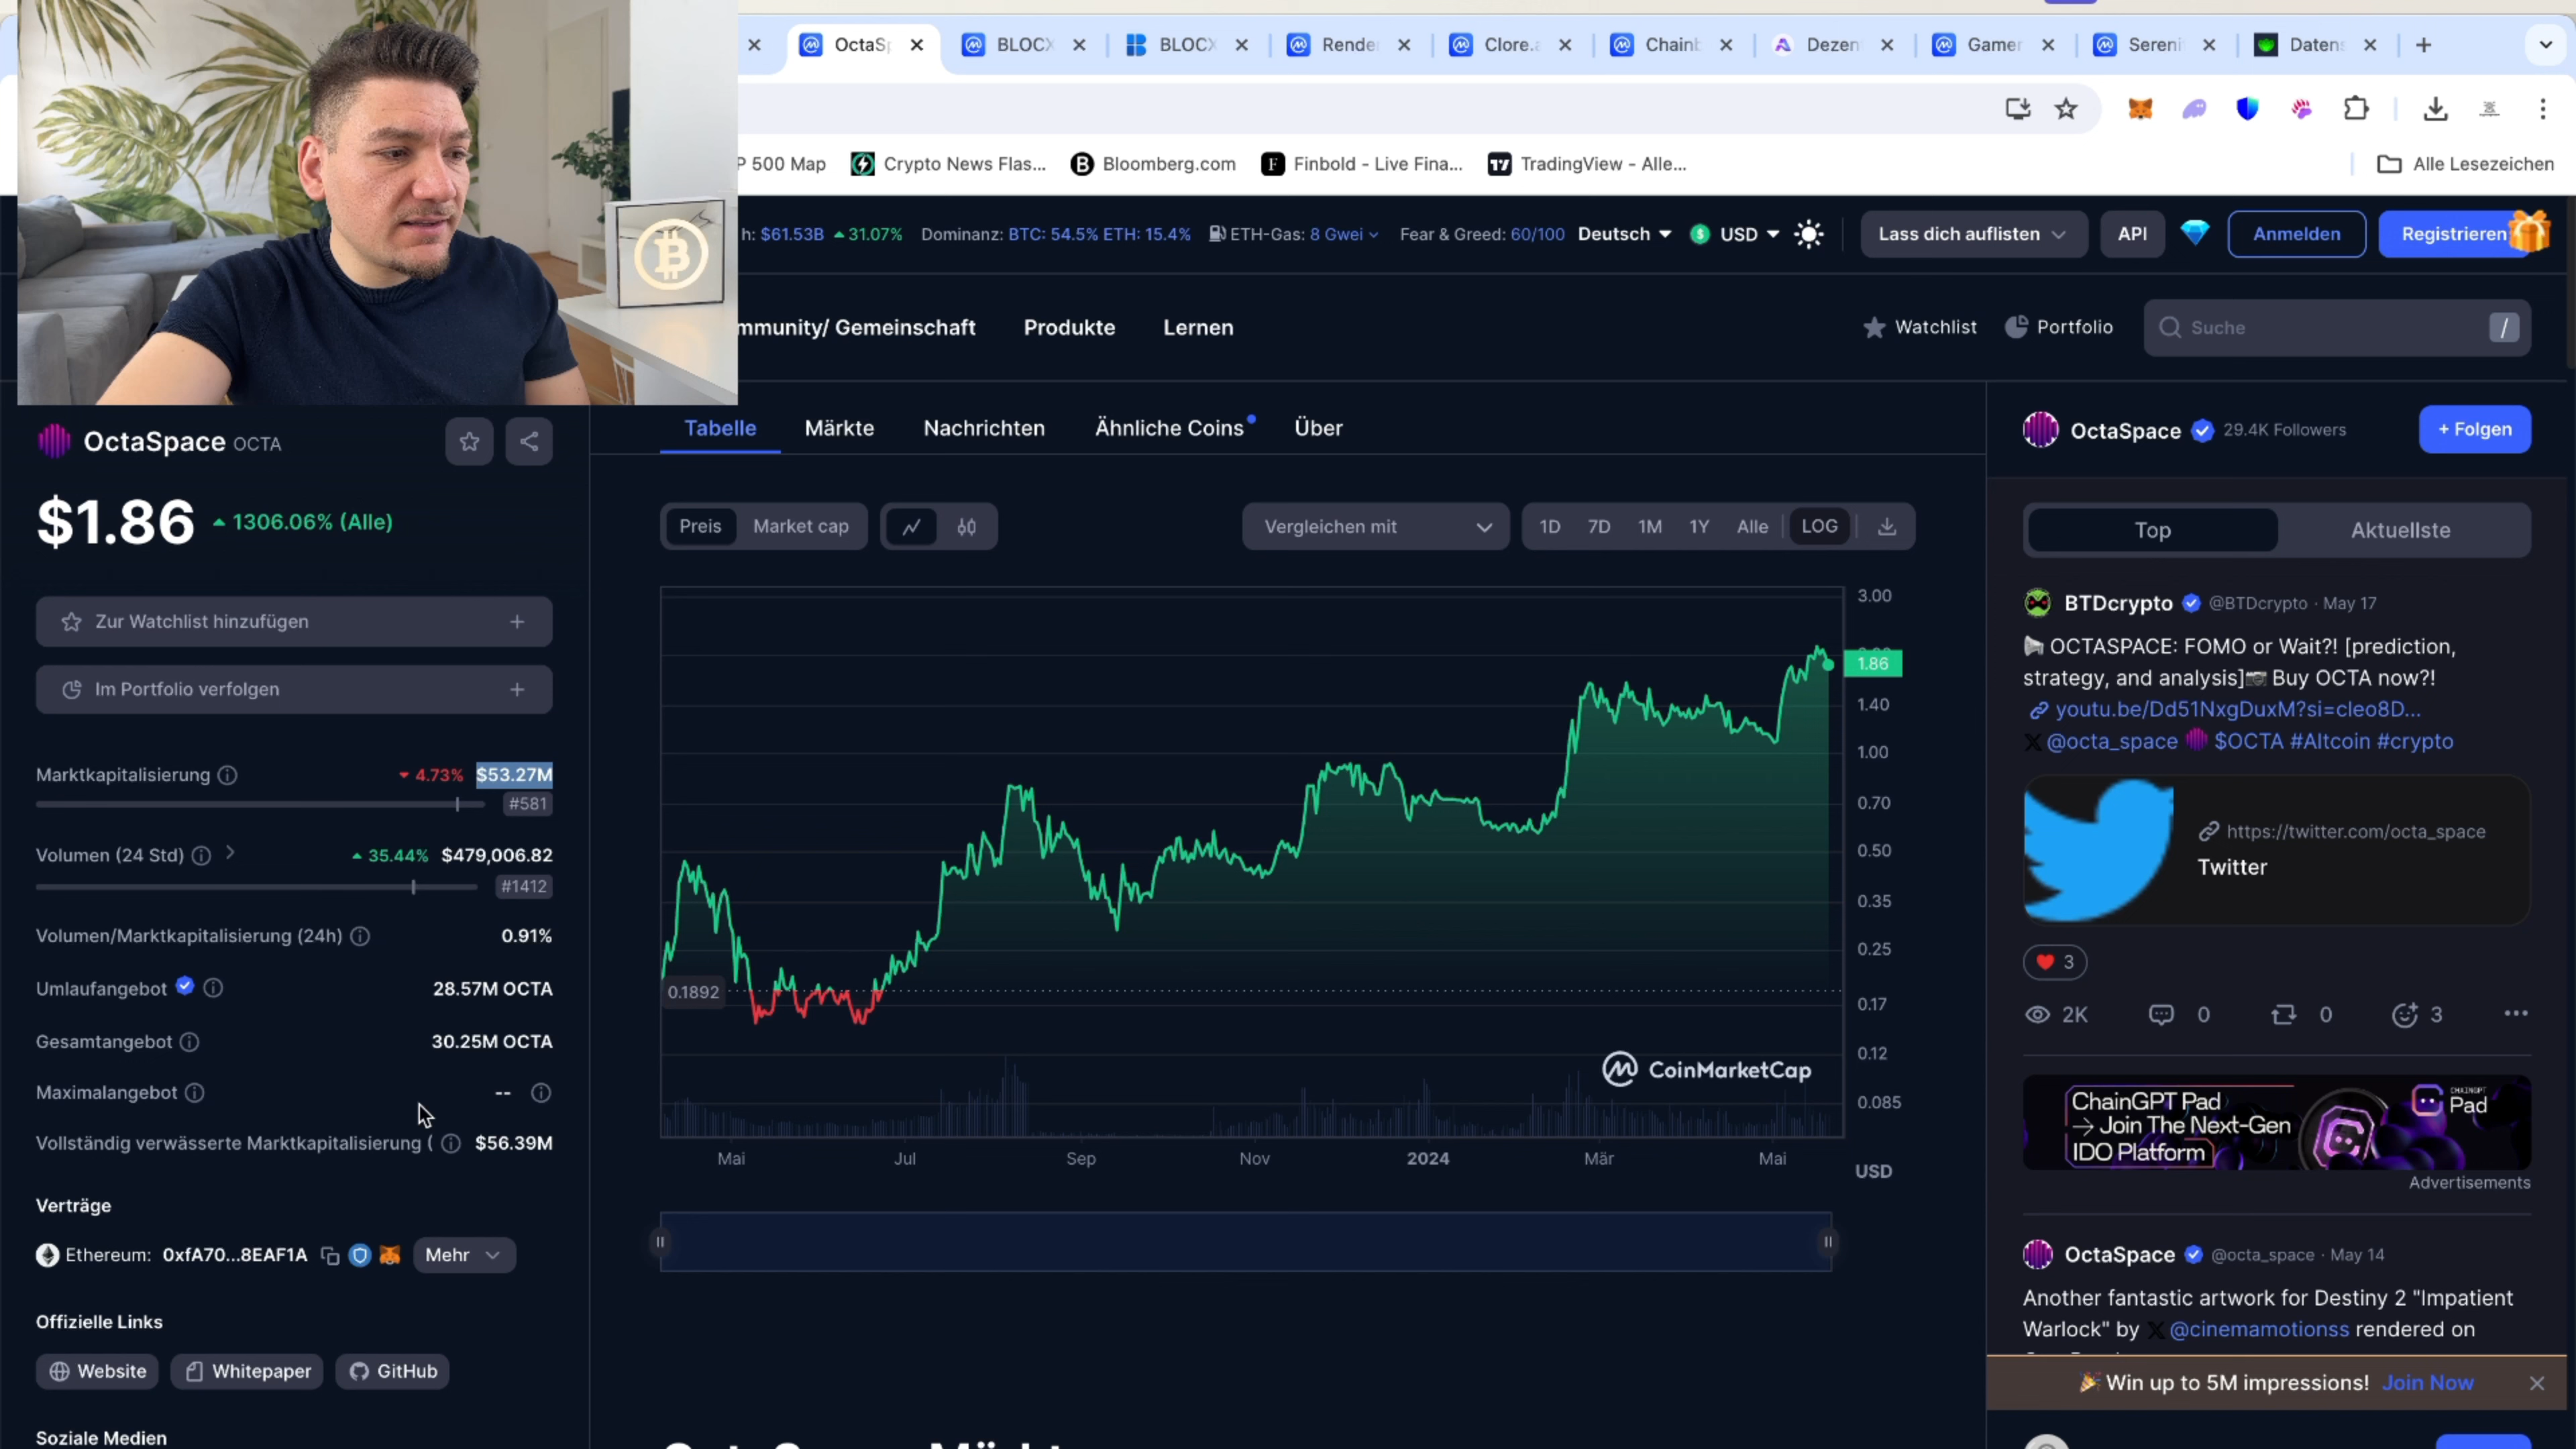 OctaSp
BLOCX
BLOCX
Rende
Clore.a
Chainb
Dezen
Gamer
Sereni
Datens
P 500 Map
Crypto News Flas...
Bloomberg.com
Finbold - Live Fina...
TradingView - Alle...
Alle Lesezeichen
h: $61.53B 31.07% Dominanz: BTC: 54.5% ETH: 15.4% ETH-Gas: 8 Gwei Fear & Greed: 60/100 Deutsch USD
Lass dich auflisten
API
Anmelden
Registrieren
mmunity/ Gemeinschaft
Produkte
Lernen
Watchlist
Portfolio
Suche
/
OctaSpace OCTA
$1.86 1306.06% (Alle)
Zur Watchlist hinzufügen +
Im Portfolio verfolgen +
Marktkapitalisierung 4.73% $53.27M
#581
Volumen (24 Std) 35.44% $479,006.82
#1412
Volumen/Marktkapitalisierung (24h) 0.91%
Umlaufangebot 28.57M OCTA
Gesamtangebot 30.25M OCTA
Maximalangebot --
Vollständig verwässerte Marktkapitalisierung ( $56.39M
Verträge
Ethereum: 0xfA70...8EAF1A Mehr
Offizielle Links
Website Whitepaper GitHub
Soziale Medien
Tabelle Märkte Nachrichten Ähnliche Coins Über
Preis Market cap
Vergleichen mit
1D 7D 1M 1Y Alle LOG
3.00
1.86
1.40
1.00
0.70
0.50
0.35
0.25
0.1892
0.17
0.12
0.085
CoinMarketCap
Mai Jul Sep Nov 2024 Mär Mai
USD
OctaSpace 29.4K Followers
+ Folgen
Top Aktuellste
BTDcrypto @BTDcrypto · May 17
OCTASPACE: FOMO or Wait?! [prediction,
strategy, and analysis] Buy OCTA now?!
youtu.be/Dd51NxgDuxM?si=cleo8D...
@octa_space $OCTA #Altcoin #crypto
https://twitter.com/octa_space
Twitter
3
2K 0 0 3
ChainGPT Pad
→ Join The Next-Gen
IDO Platform
CHAINGPT
Pad
Advertisements
OctaSpace @octa_space · May 14
Another fantastic artwork for Destiny 2 "Impatient
Warlock" by @cinemamotionss rendered on
Win up to 5M impressions! Join Now